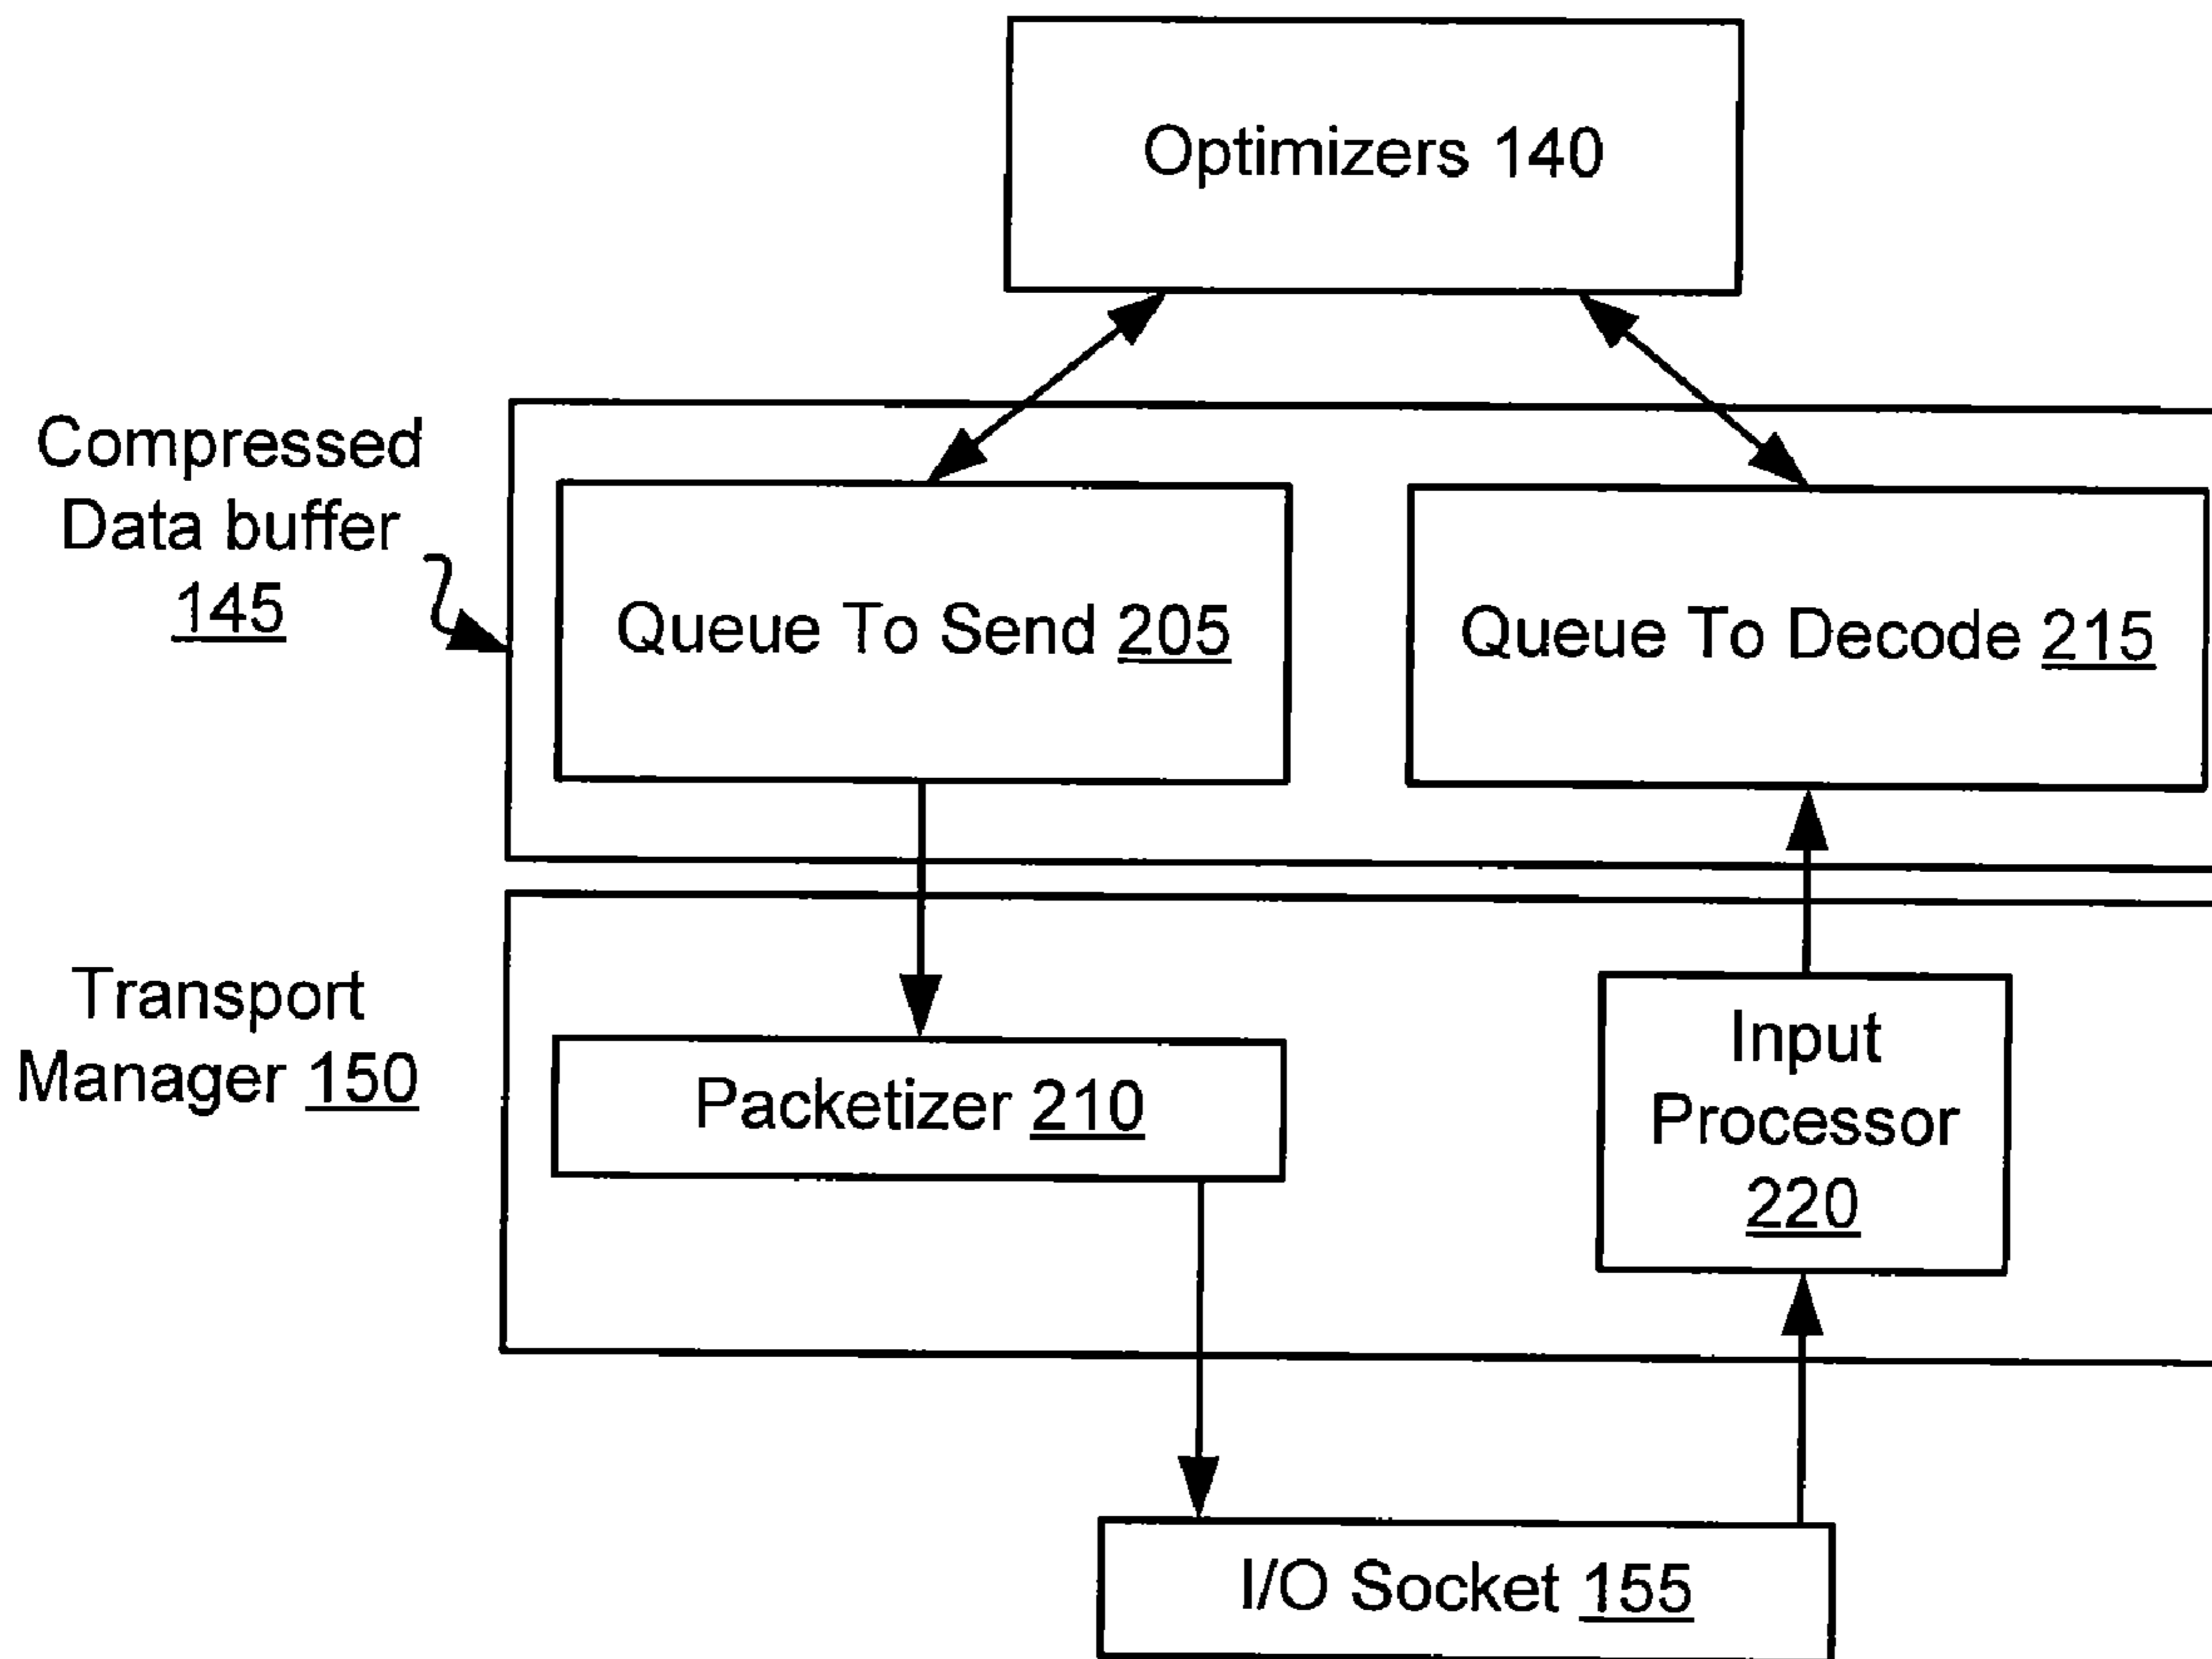 Optimizers 140
Compressed
Data buffer
145
Queue To Send 205
Queue To Decode 215
Transport
Manager 150
Packetizer 210
Input
Processor
220
I/O Socket 155